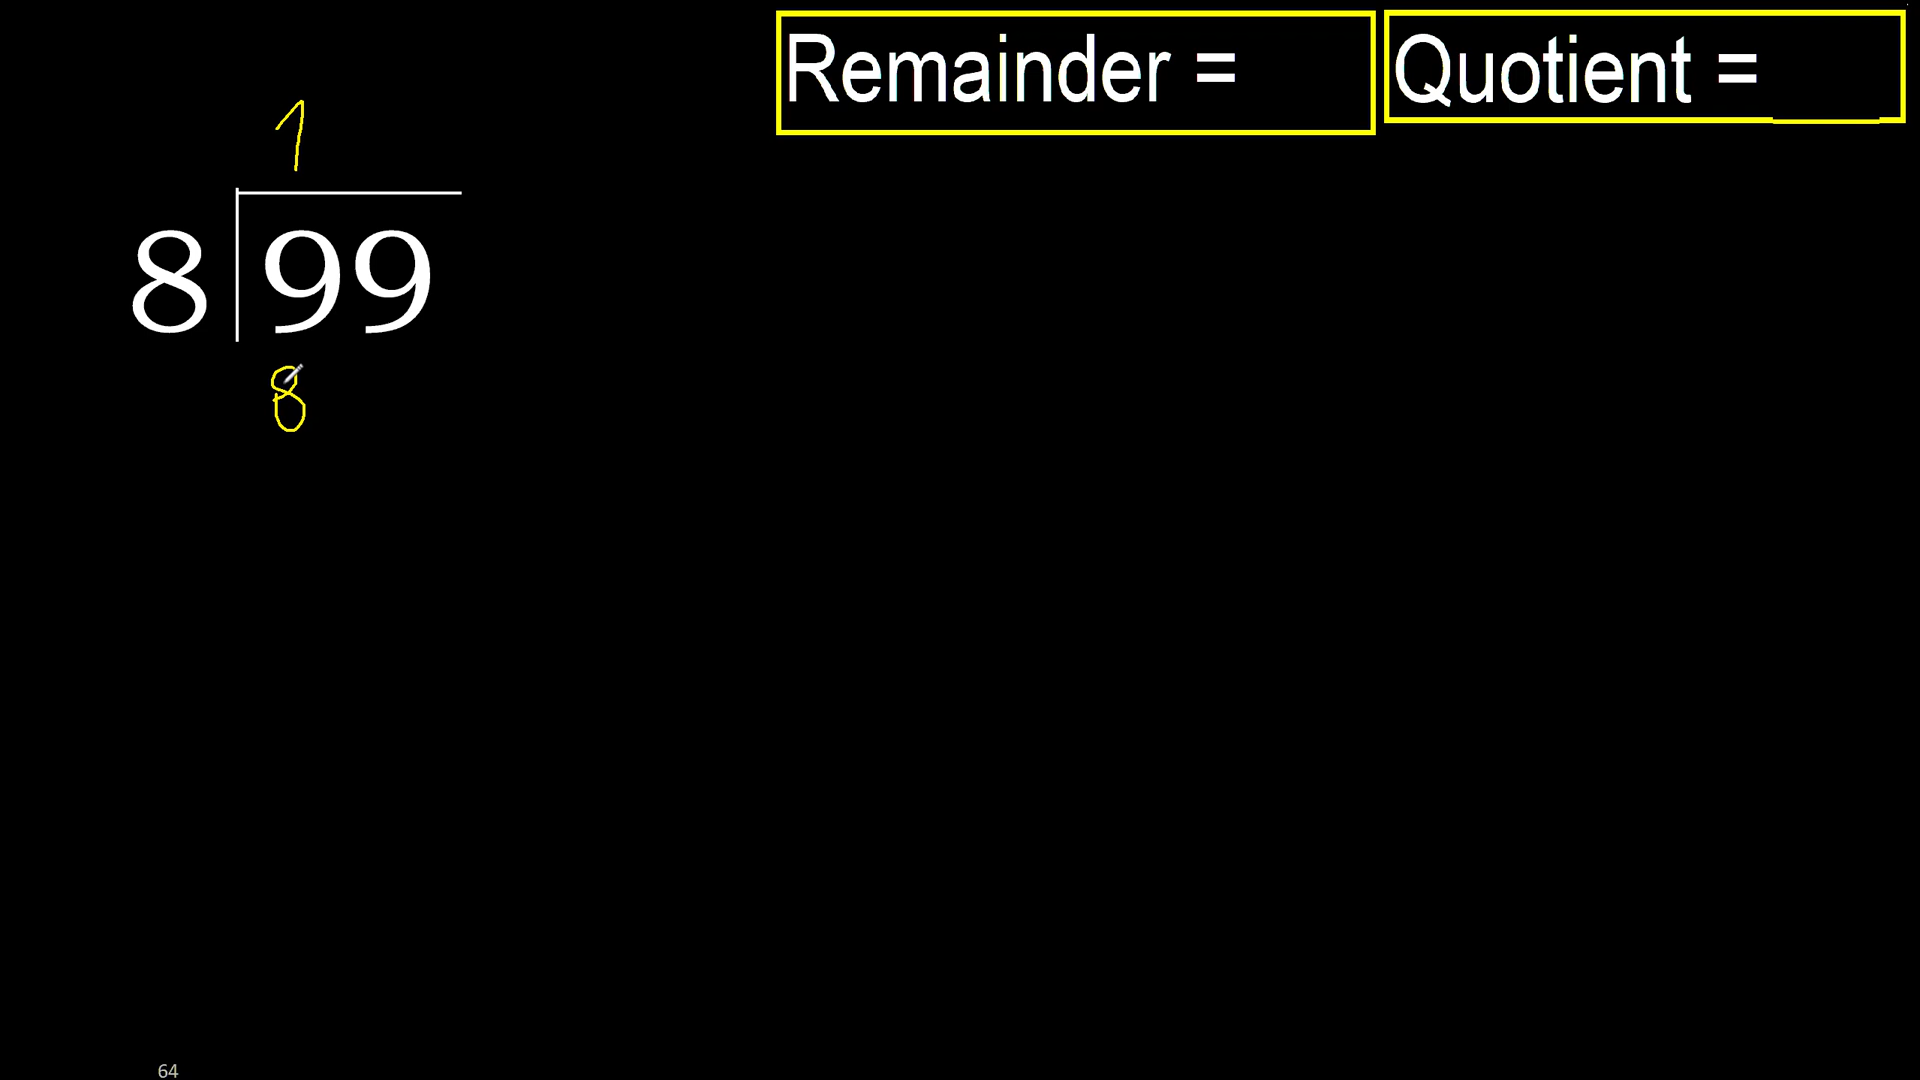 Remainder = Quotient =
1
8 99
8
64